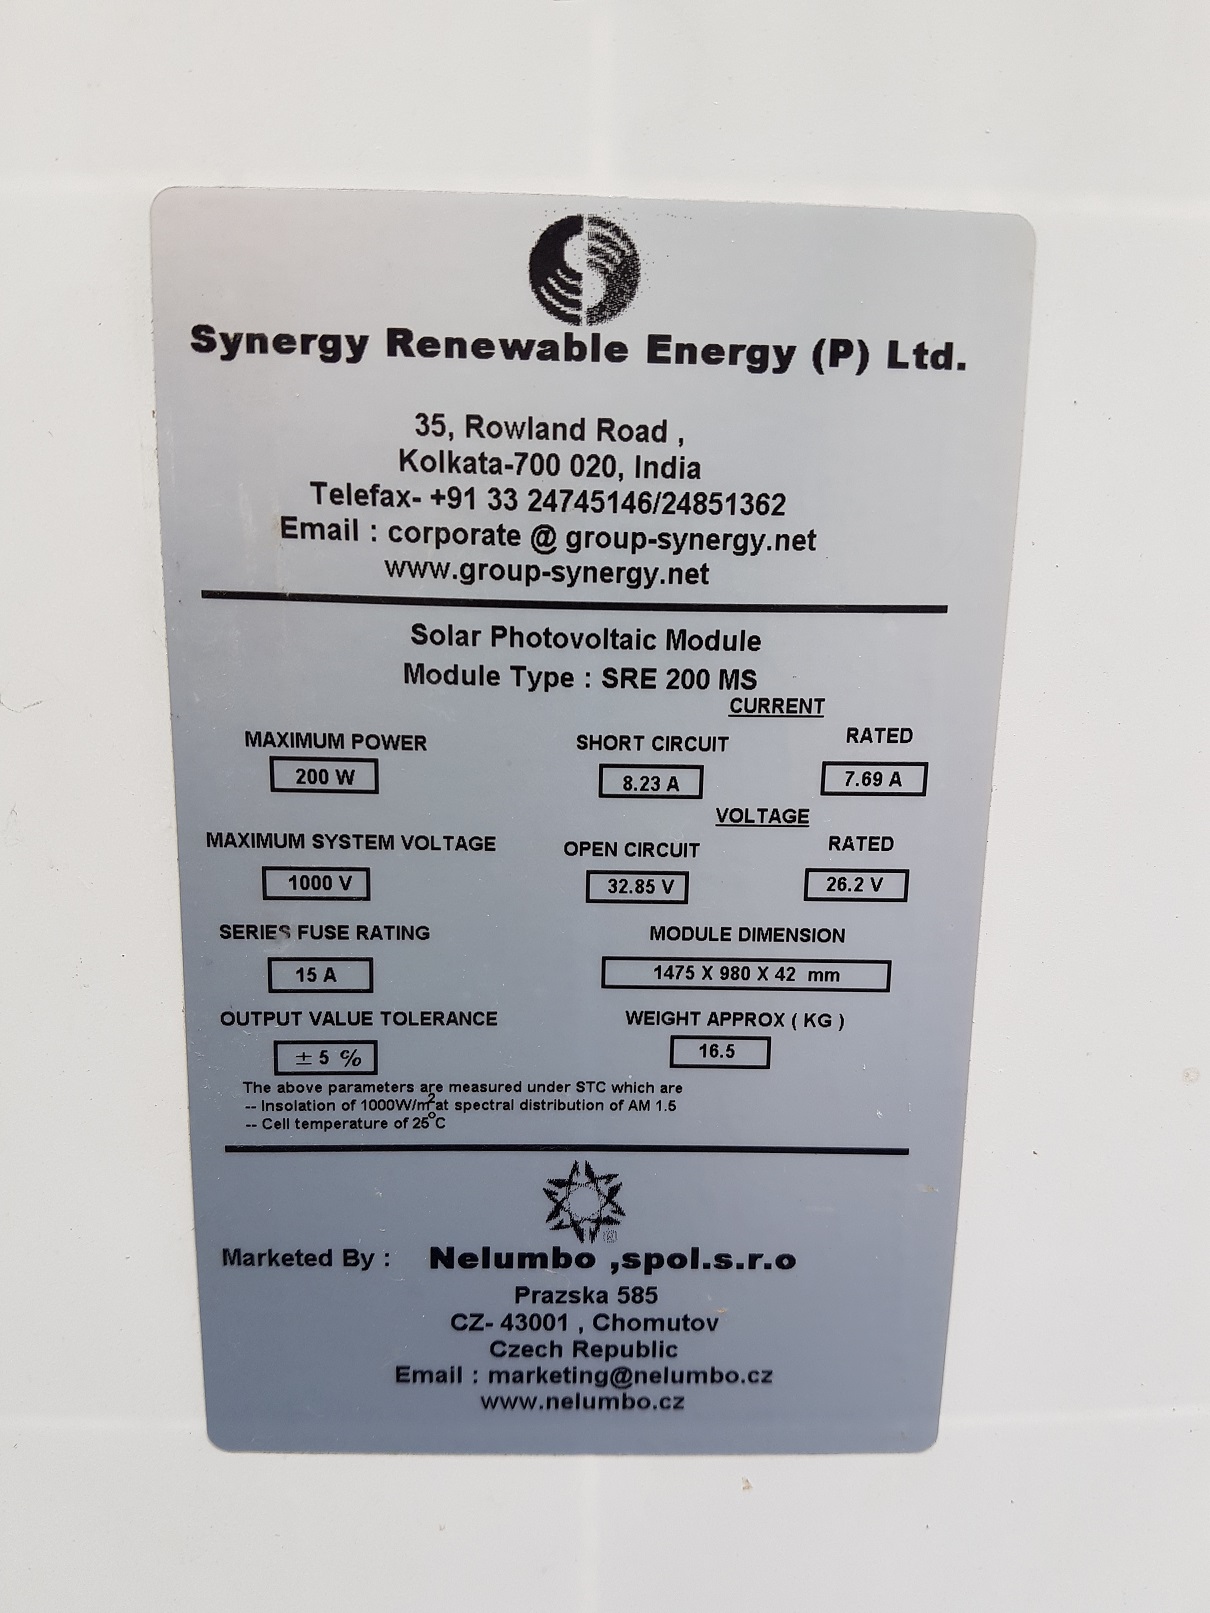 Synergy Renewable Energy (P) Ltd.
35, Rowland Road ,
Kolkata-700 020, India
Telefax- +91 33 24745146/24851362
Email : corporate @ group-synergy.net
www.group-synergy.net
Solar Photovoltaic Module
Module Type : SRE 200 MS
CURRENT
MAXIMUM POWER SHORT CIRCUIT RATED
200 W 8.23 A 7.69 A
VOLTAGE
MAXIMUM SYSTEM VOLTAGE OPEN CIRCUIT RATED
1000 V 32.85 V 26.2 V
SERIES FUSE RATING MODULE DIMENSION
15 A 1475 X 980 X 42 mm
OUTPUT VALUE TOLERANCE WEIGHT APPROX ( KG )
± 5 % 16.5
The above parameters are measured under STC which are
-- Insolation of 1000W/m² at spectral distribution of AM 1.5
-- Cell temperature of 25°C
®
Marketed By : Nelumbo ,spol.s.r.o
Prazska 585
CZ- 43001 , Chomutov
Czech Republic
Email : marketing@nelumbo.cz
www.nelumbo.cz